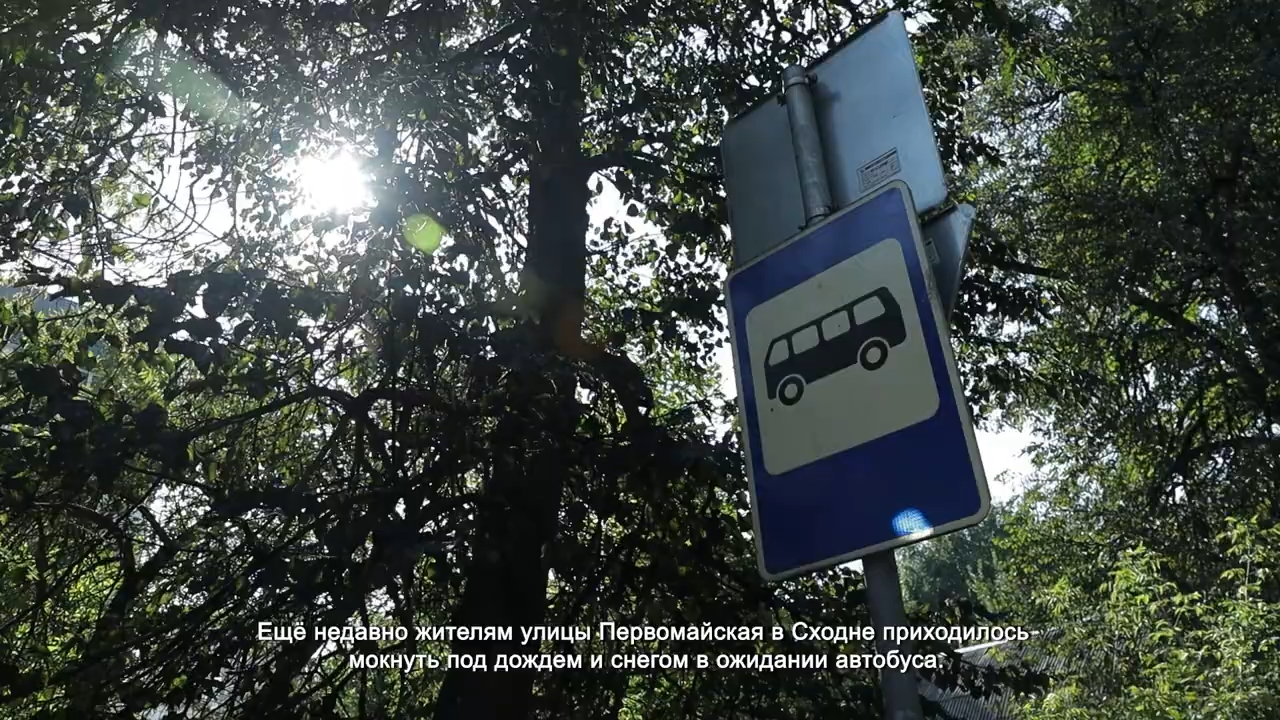 Ещё недавно жителям улицы Первомайская в Сходне приходилось
мокнуть под дождем и снегом в ожидании автобуса.